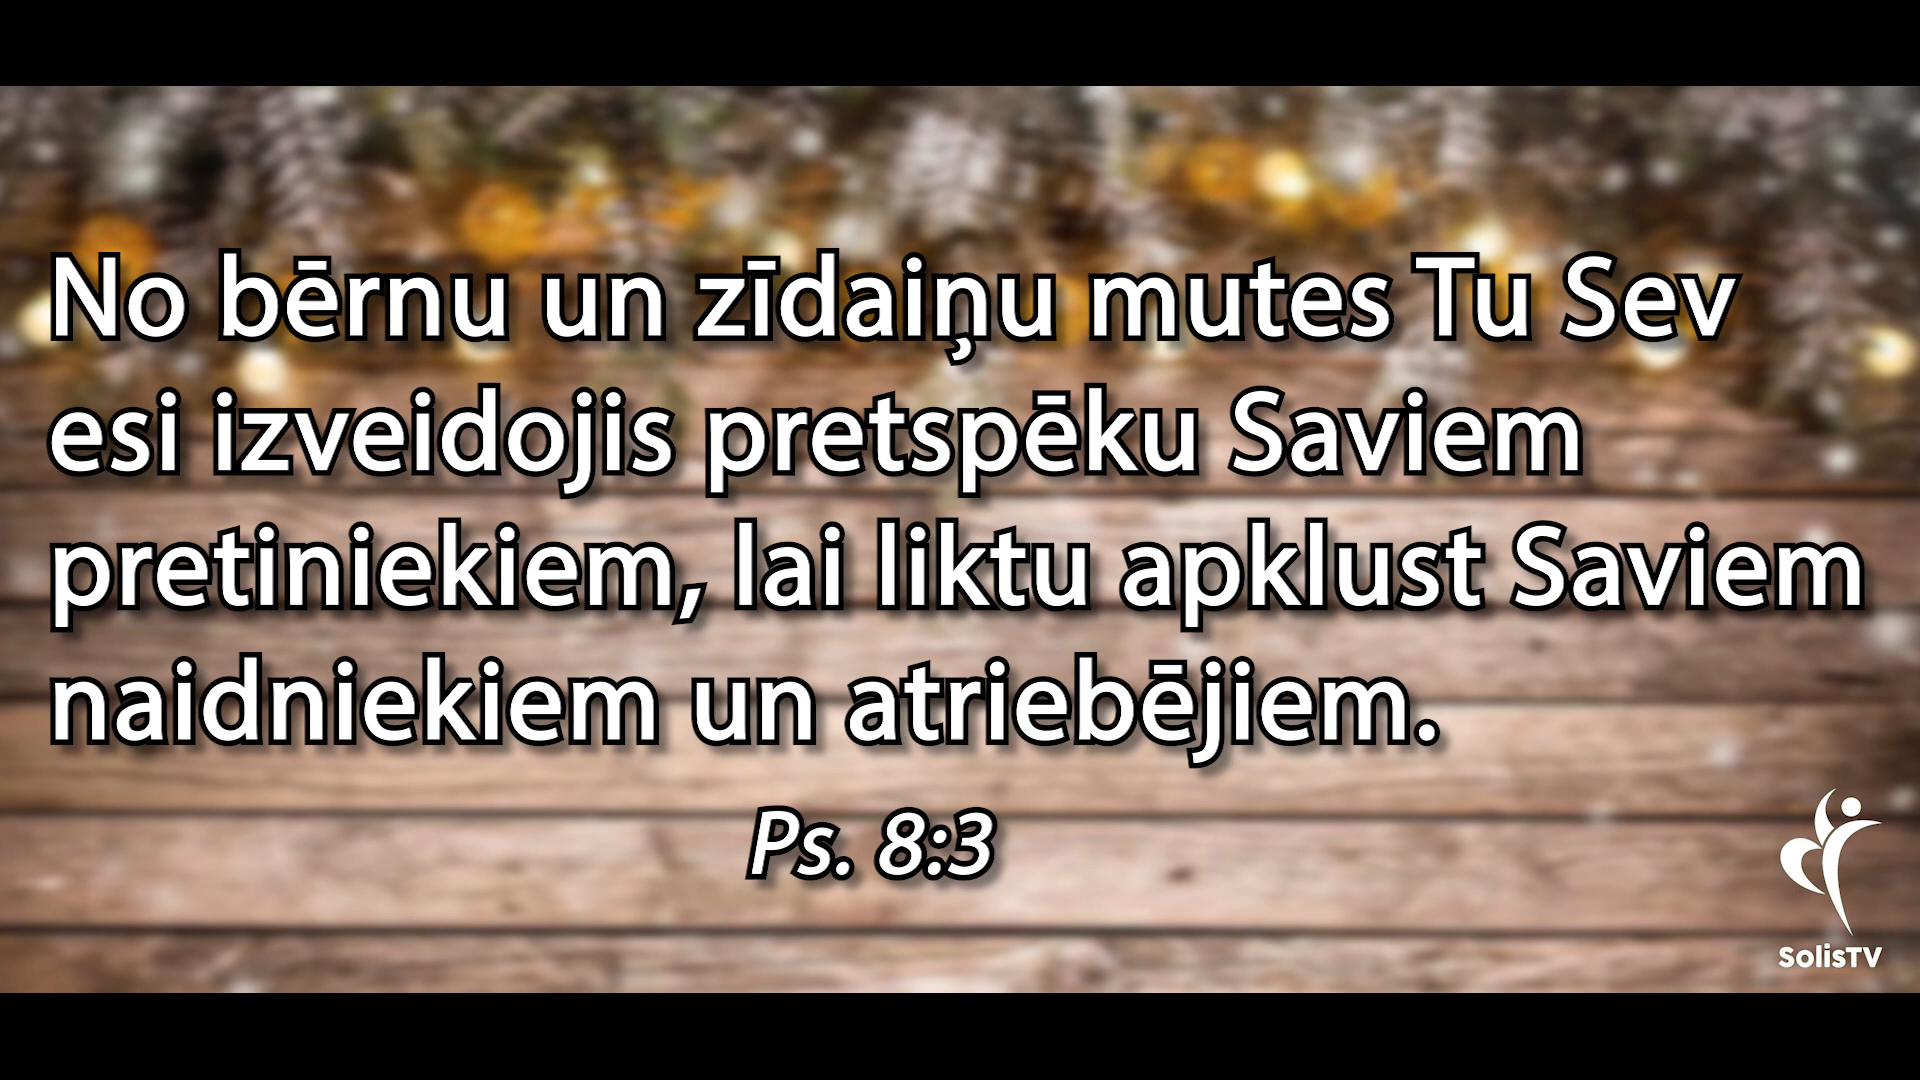 No bērnu un zīdaiņu mutes Tu Sev
esi izveidojis pretspēku Saviem
pretiniekiem, lai liktu apklust Saviem
naidniekiem un atriebējiem.
Ps. 8:3
SolisTV